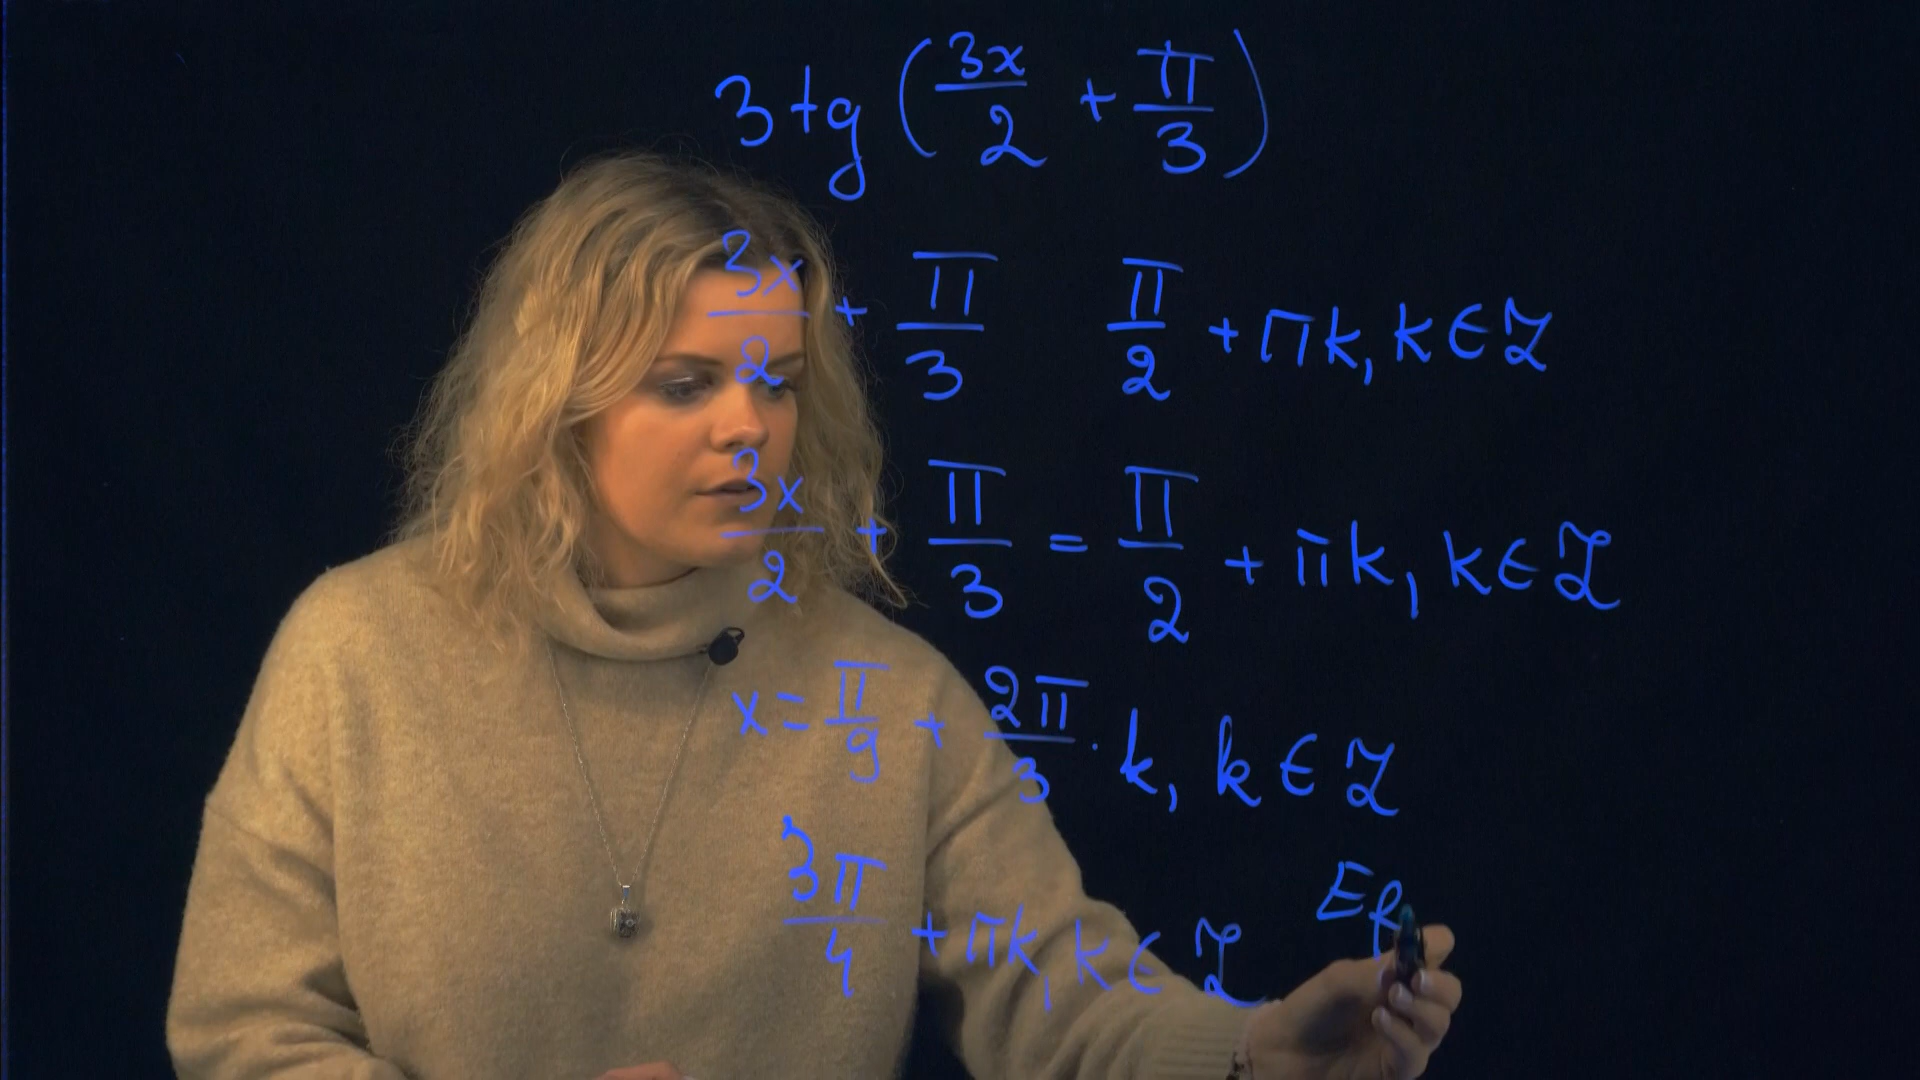 3tg(3x/2 + π/3)
3x/2 + π/3  π/2 + πk, k∈Z
3x/2 + π/3 = π/2 + πk, k∈Z
x = π/9 + 2π/3 · k, k∈Z
3π/4 + πk, k∈Z